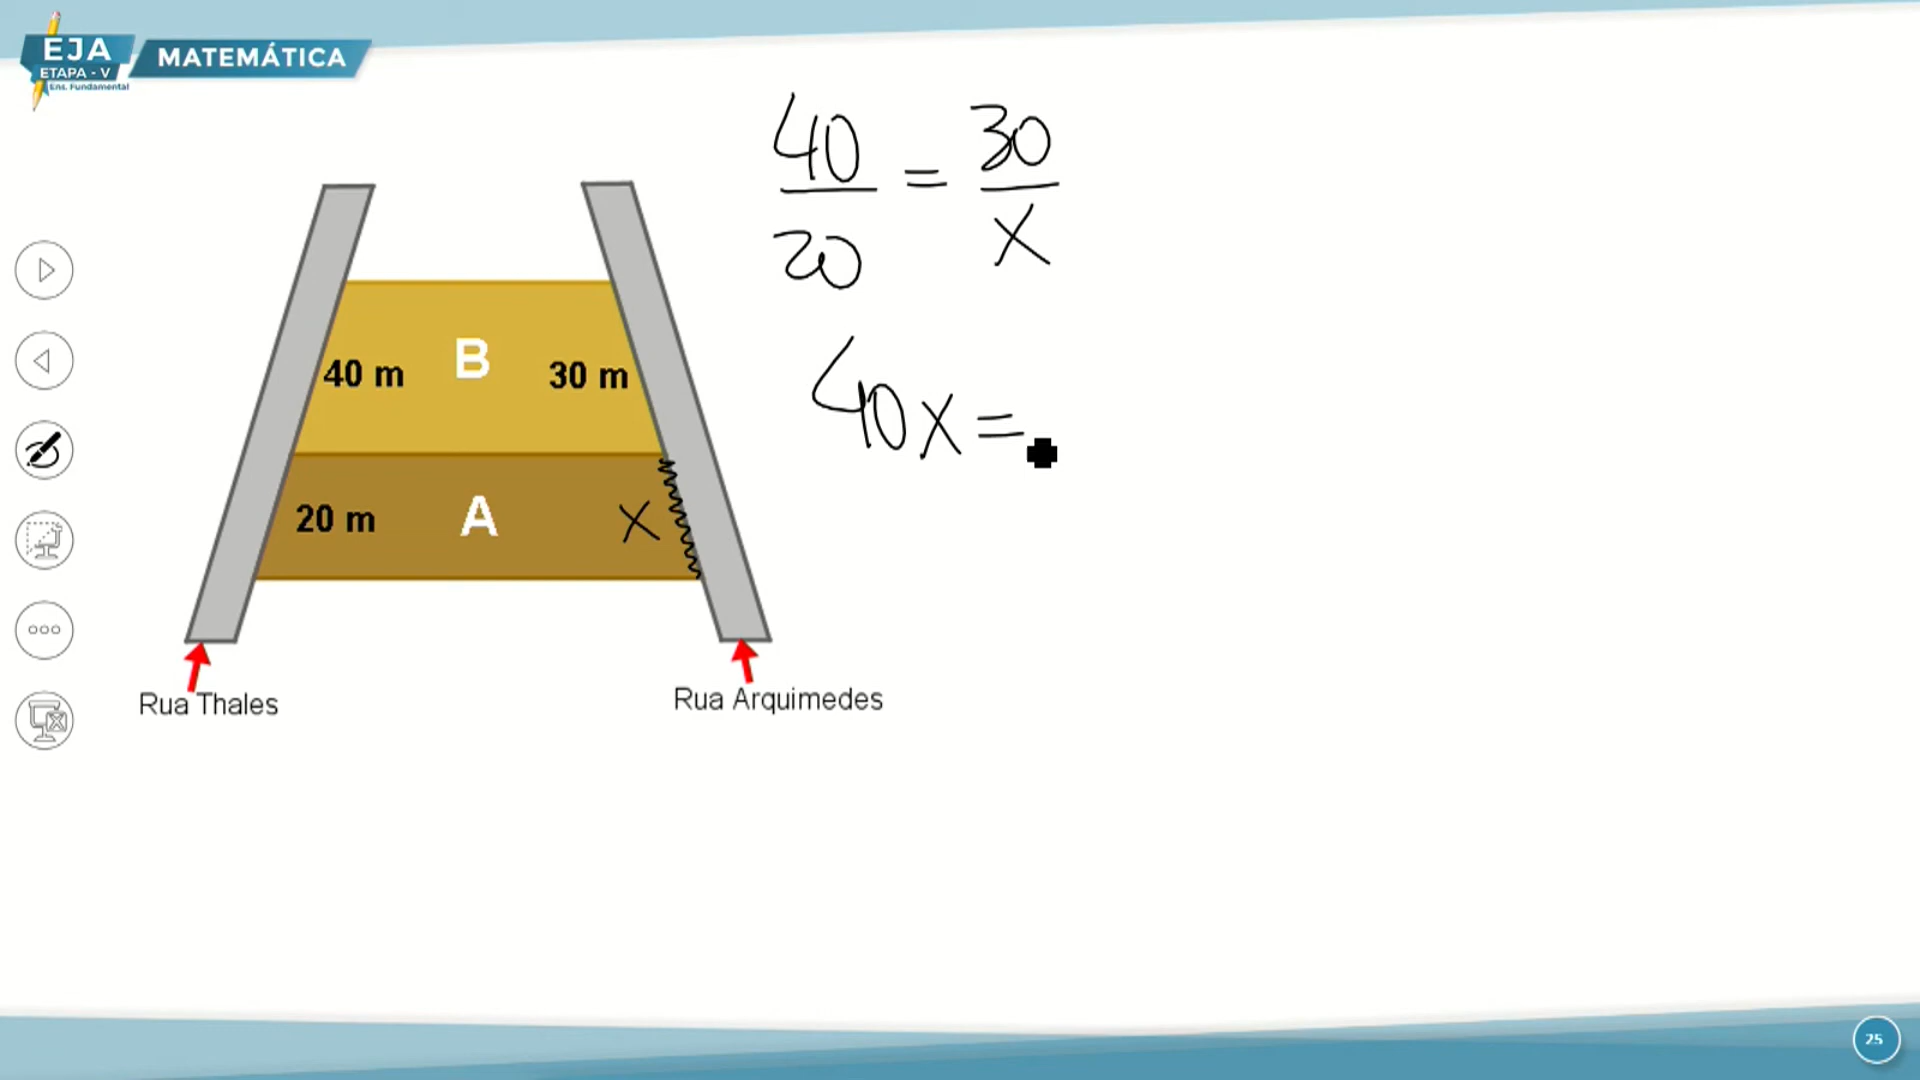 EJA
ETAPA - V
Ens. Fundamental
MATEMÁTICA
40/20 = 30/X
40X =
40 m
B
30 m
20 m
A
X
Rua Thales
Rua Arquimedes
25